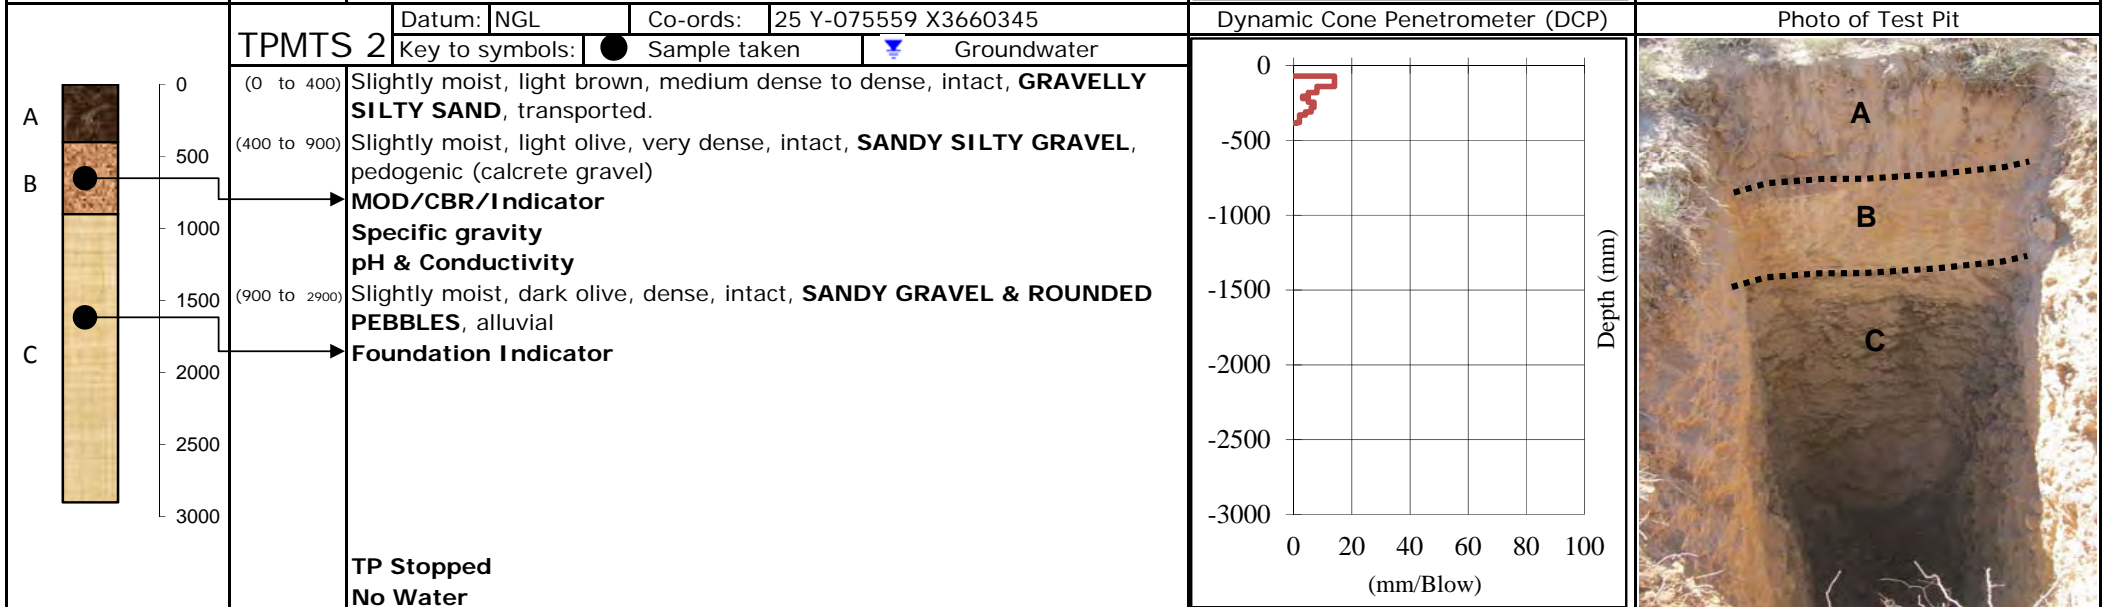 TPMTS 2
Datum: NGL Co-ords: 25 Y-075559 X3660345
Key to symbols: Sample taken Groundwater
Dynamic Cone Penetrometer (DCP)
Photo of Test Pit
A
B
C
0
500
1000
1500
2000
2500
3000
(0 to 400) Slightly moist, light brown, medium dense to dense, intact, GRAVELLY
SILTY SAND, transported.
(400 to 900) Slightly moist, light olive, very dense, intact, SANDY SILTY GRAVEL,
pedogenic (calcrete gravel)
MOD/CBR/Indicator
Specific gravity
pH & Conductivity
(900 to 2900) Slightly moist, dark olive, dense, intact, SANDY GRAVEL & ROUNDED
PEBBLES, alluvial
Foundation Indicator
TP Stopped
No Water
0
-500
-1000
-1500
-2000
-2500
-3000
0 20 40 60 80 100
(mm/Blow)
Depth (mm)
A
B
C